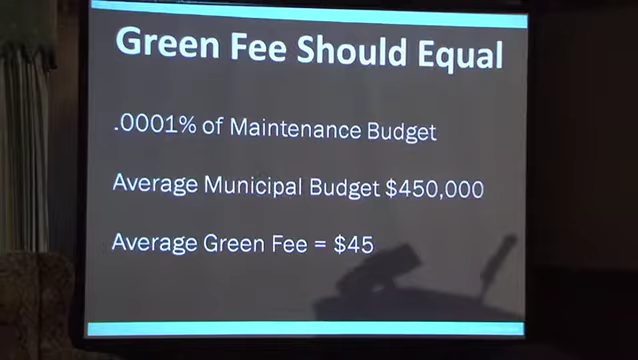 Green Fee Should Equal
.0001% of Maintenance Budget
Average Municipal Budget $450,000
Average Green Fee = $45